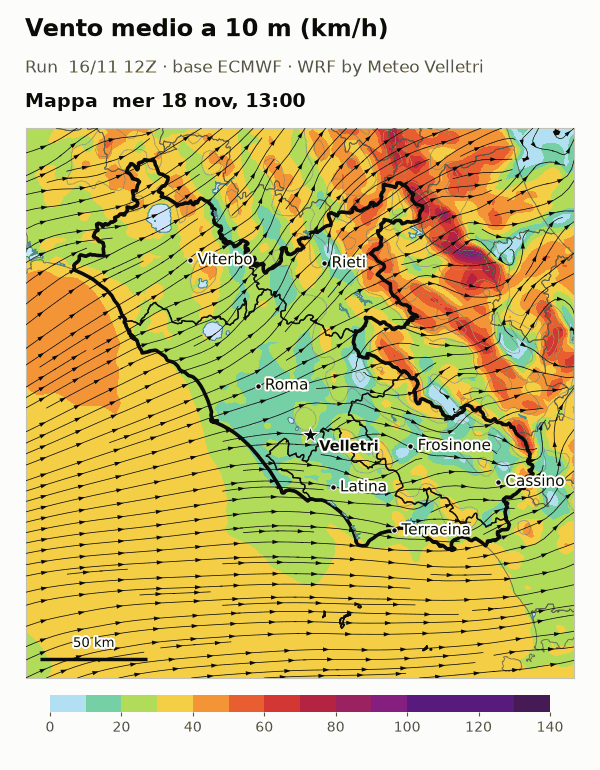 Vento medio a 10 m (km/h)
Run  16/11 12Z · base ECMWF · WRF by Meteo Velletri
Mappa  mer 18 nov, 13:00
Viterbo
Rieti
Roma
Velletri
Frosinone
Cassino
Latina
Terracina
50 km
0 20 40 60 80 100 120 140